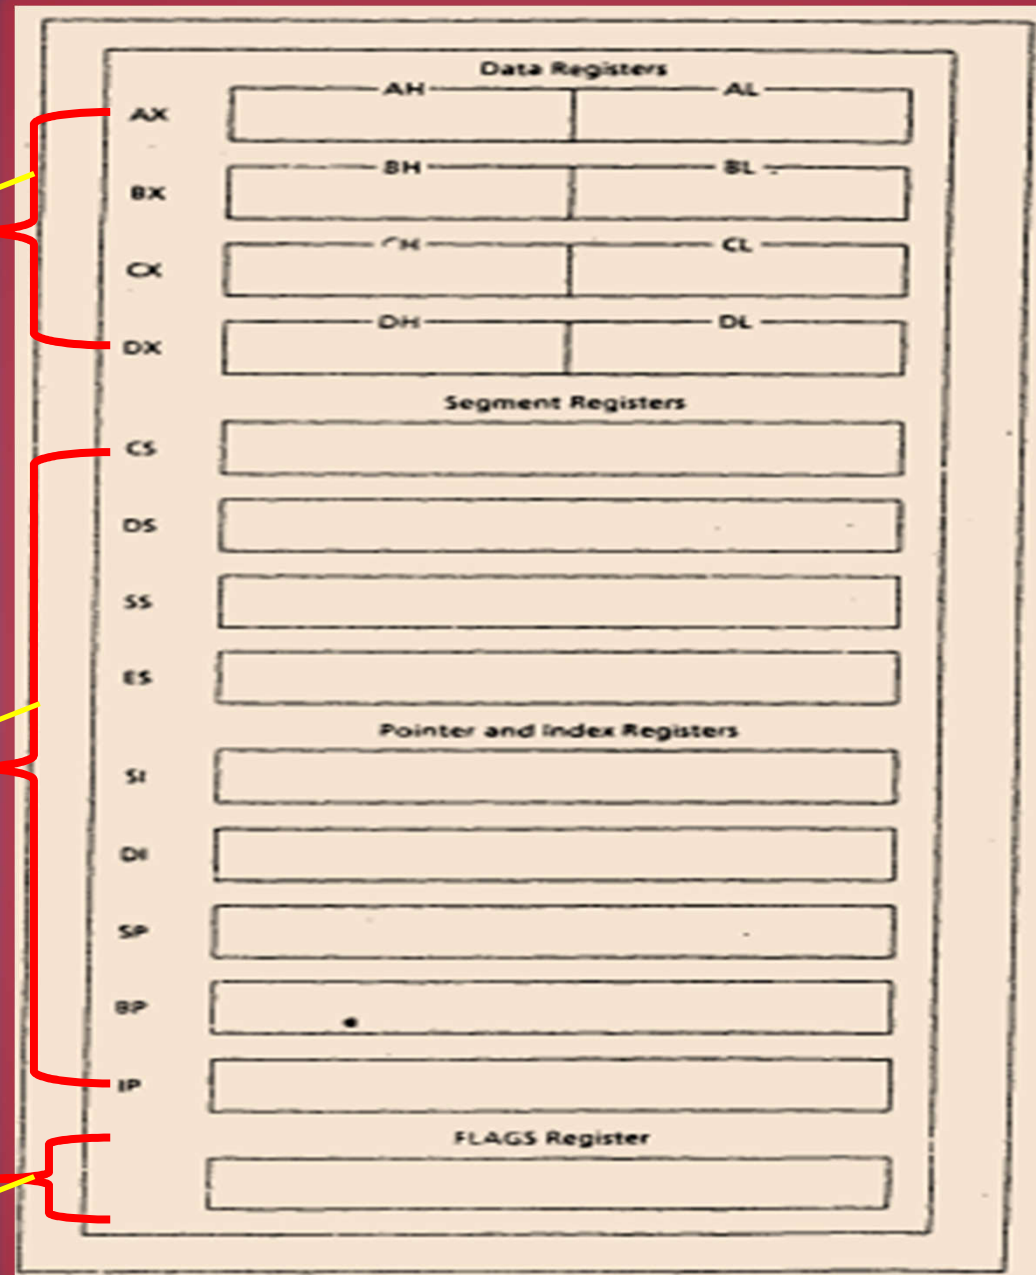 Data Registers
AH AL
AX
BH BL
BX
CL
CX
DH DL
DX
Segment Registers
CS
DS
SS
ES
Pointer and Index Registers
SI
DI
SP
BP
IP
FLAGS Register